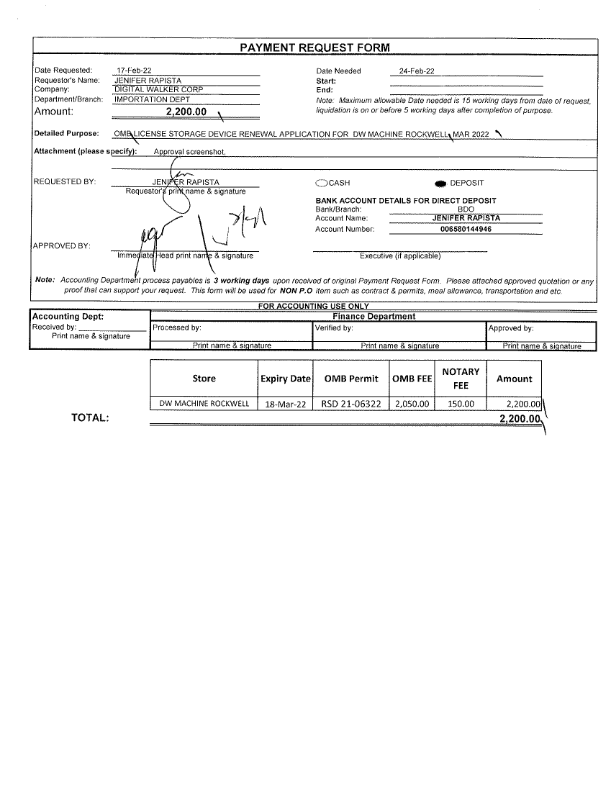 PAYMENT REQUEST FORM
Date Requested: 17-Feb-22 Date Needed 24-Feb-22
Requestor's Name: JENIFER RAPISTA Start:
Company: DIGITAL WALKER CORP End:
Department/Branch: IMPORTATION DEPT Note: Maximum allowable Date needed is 15 working days from date of request,
Amount: 2,200.00 liquidation is on or before 5 working days after completion of purpose.
Detailed Purpose: OMB LICENSE STORAGE DEVICE RENEWAL APPLICATION FOR DW MACHINE ROCKWELL, MAR 2022
Attachment (please specify): Approval screenshot,
REQUESTED BY: JENIFER RAPISTA CASH DEPOSIT
Requestor's print name & signature
BANK ACCOUNT DETAILS FOR DIRECT DEPOSIT
Bank/Branch: BDO
Account Name: JENIFER RAPISTA
Account Number: 006580144946
APPROVED BY:
Immediate Head print name & signature Executive (if applicable)
Note: Accounting Department process payables is 3 working days upon received of original Payment Request Form. Please attached approved quotation or any
proof that can support your request. This form will be used for NON P.O item such as contract & permits, meal allowance, transportation and etc.
FOR ACCOUNTING USE ONLY
Accounting Dept: Finance Department
Received by: Processed by: Verified by: Approved by:
Print name & signature Print name & signature Print name & signature Print name & signature
Store Expiry Date OMB Permit OMB FEE NOTARY FEE Amount
DW MACHINE ROCKWELL 18-Mar-22 RSD 21-06322 2,050.00 150.00 2,200.00
TOTAL: 2,200.00